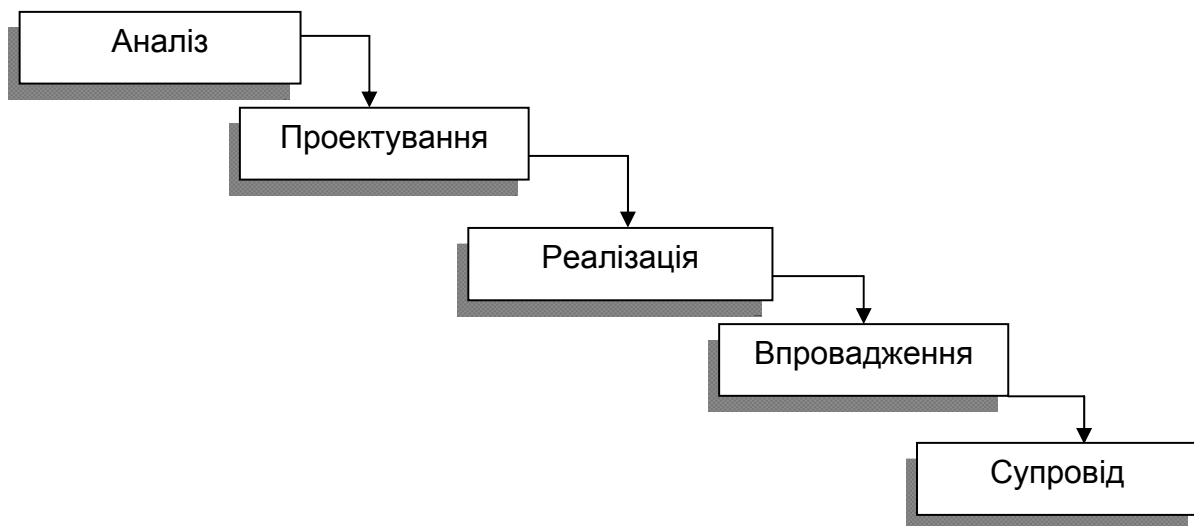 Аналіз
Проектування
Реалізація
Впровадження
Супровід